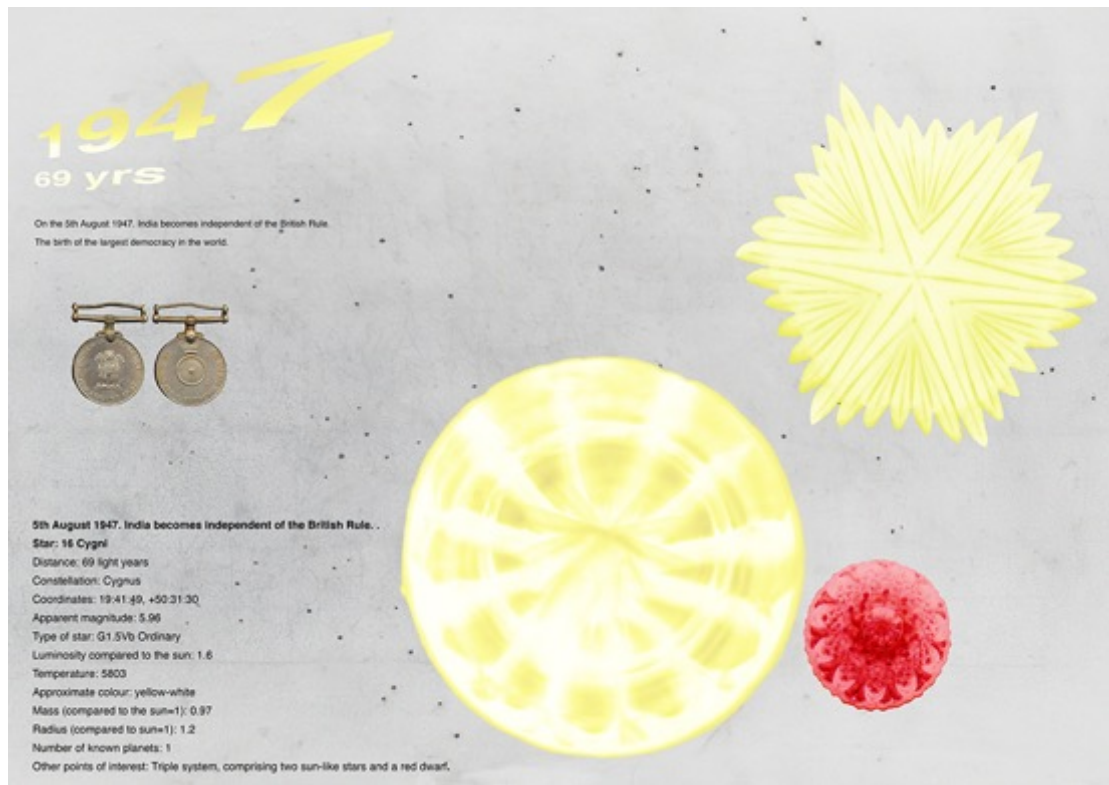 1947
69 yrs
On the 5th August 1947. India becomes independent of the British Rule.
The birth of the largest democracy in the world.
5th August 1947. India becomes independent of the British Rule. .
Star: 16 Cygni
Distance: 69 light years
Constellation: Cygnus
Coordinates: 19:41:49, +50:31:30
Apparent magnitude: 5.96
Type of star: G1.5Vb Ordinary
Luminosity compared to the sun: 1.6
Temperature: 5803
Approximate colour: yellow-white
Mass (compared to the sun=1): 0.97
Radius (compared to sun=1): 1.2
Number of known planets: 1
Other points of interest: Triple system, comprising two sun-like stars and a red dwarf.